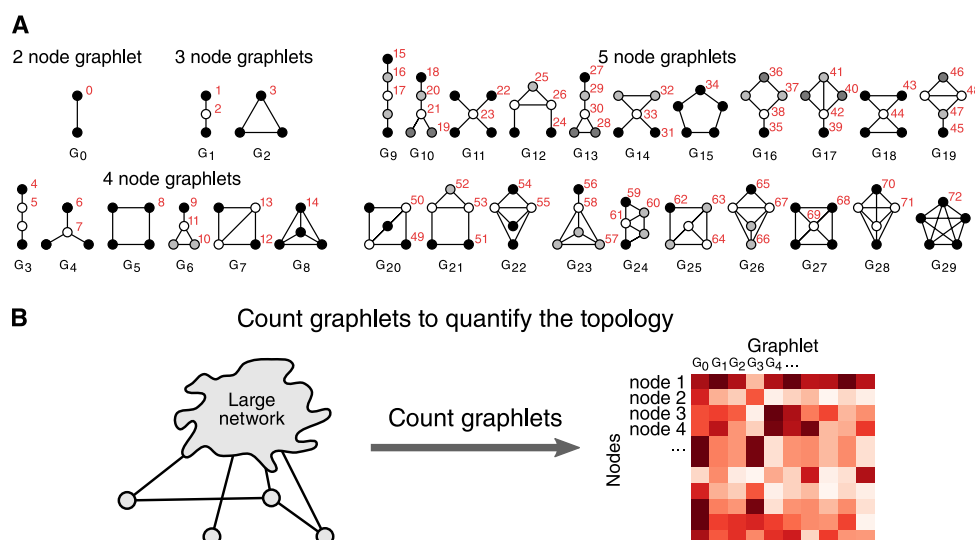 A
2 node graphlet
3 node graphlets
5 node graphlets
0
1
2
3
15
16
17
18
20
21
19
22
23
25
26
24
27
29
30
28
32
33
31
34
36
37
38
35
41
40
42
39
43
44
46
48
47
45
G0
G1
G2
G9
G10
G11
G12
G13
G14
G15
G16
G17
G18
G19
4 node graphlets
4
5
6
7
8
9
11
10
13
12
14
50
49
52
53
51
54
55
56
58
57
59
61
60
62
63
64
65
67
66
68
69
70
71
72
G3
G4
G5
G6
G7
G8
G20
G21
G22
G23
G24
G25
G26
G27
G28
G29
B
Count graphlets to quantify the topology
Large
network
Count graphlets
Graphlet
G0 G1 G2 G3 G4 ...
node 1
node 2
node 3
node 4
...
Nodes